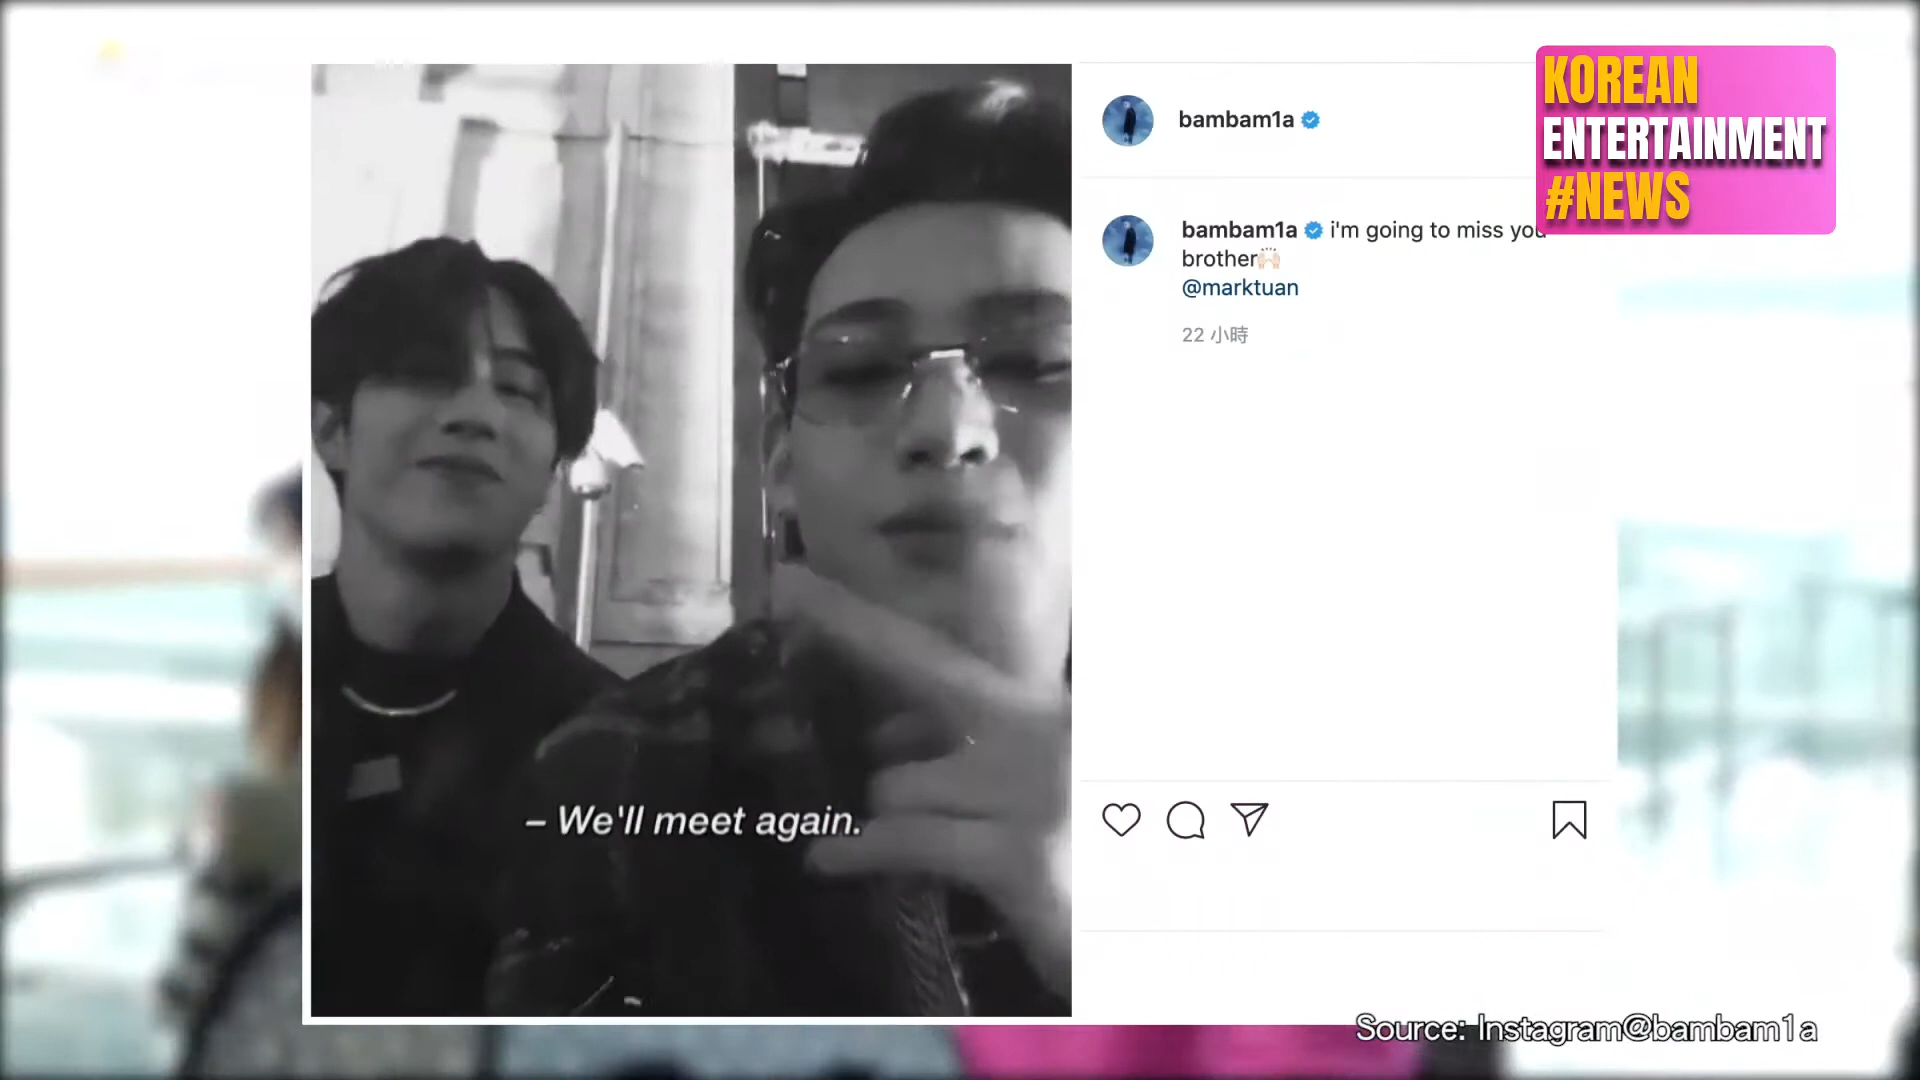 KOREAN
ENTERTAINMENT
#NEWS
bambam1a
bambam1a i'm going to miss you
brother🙌🏻
@marktuan
22 小時
– We'll meet again.
Source: Instagram@bambam1a